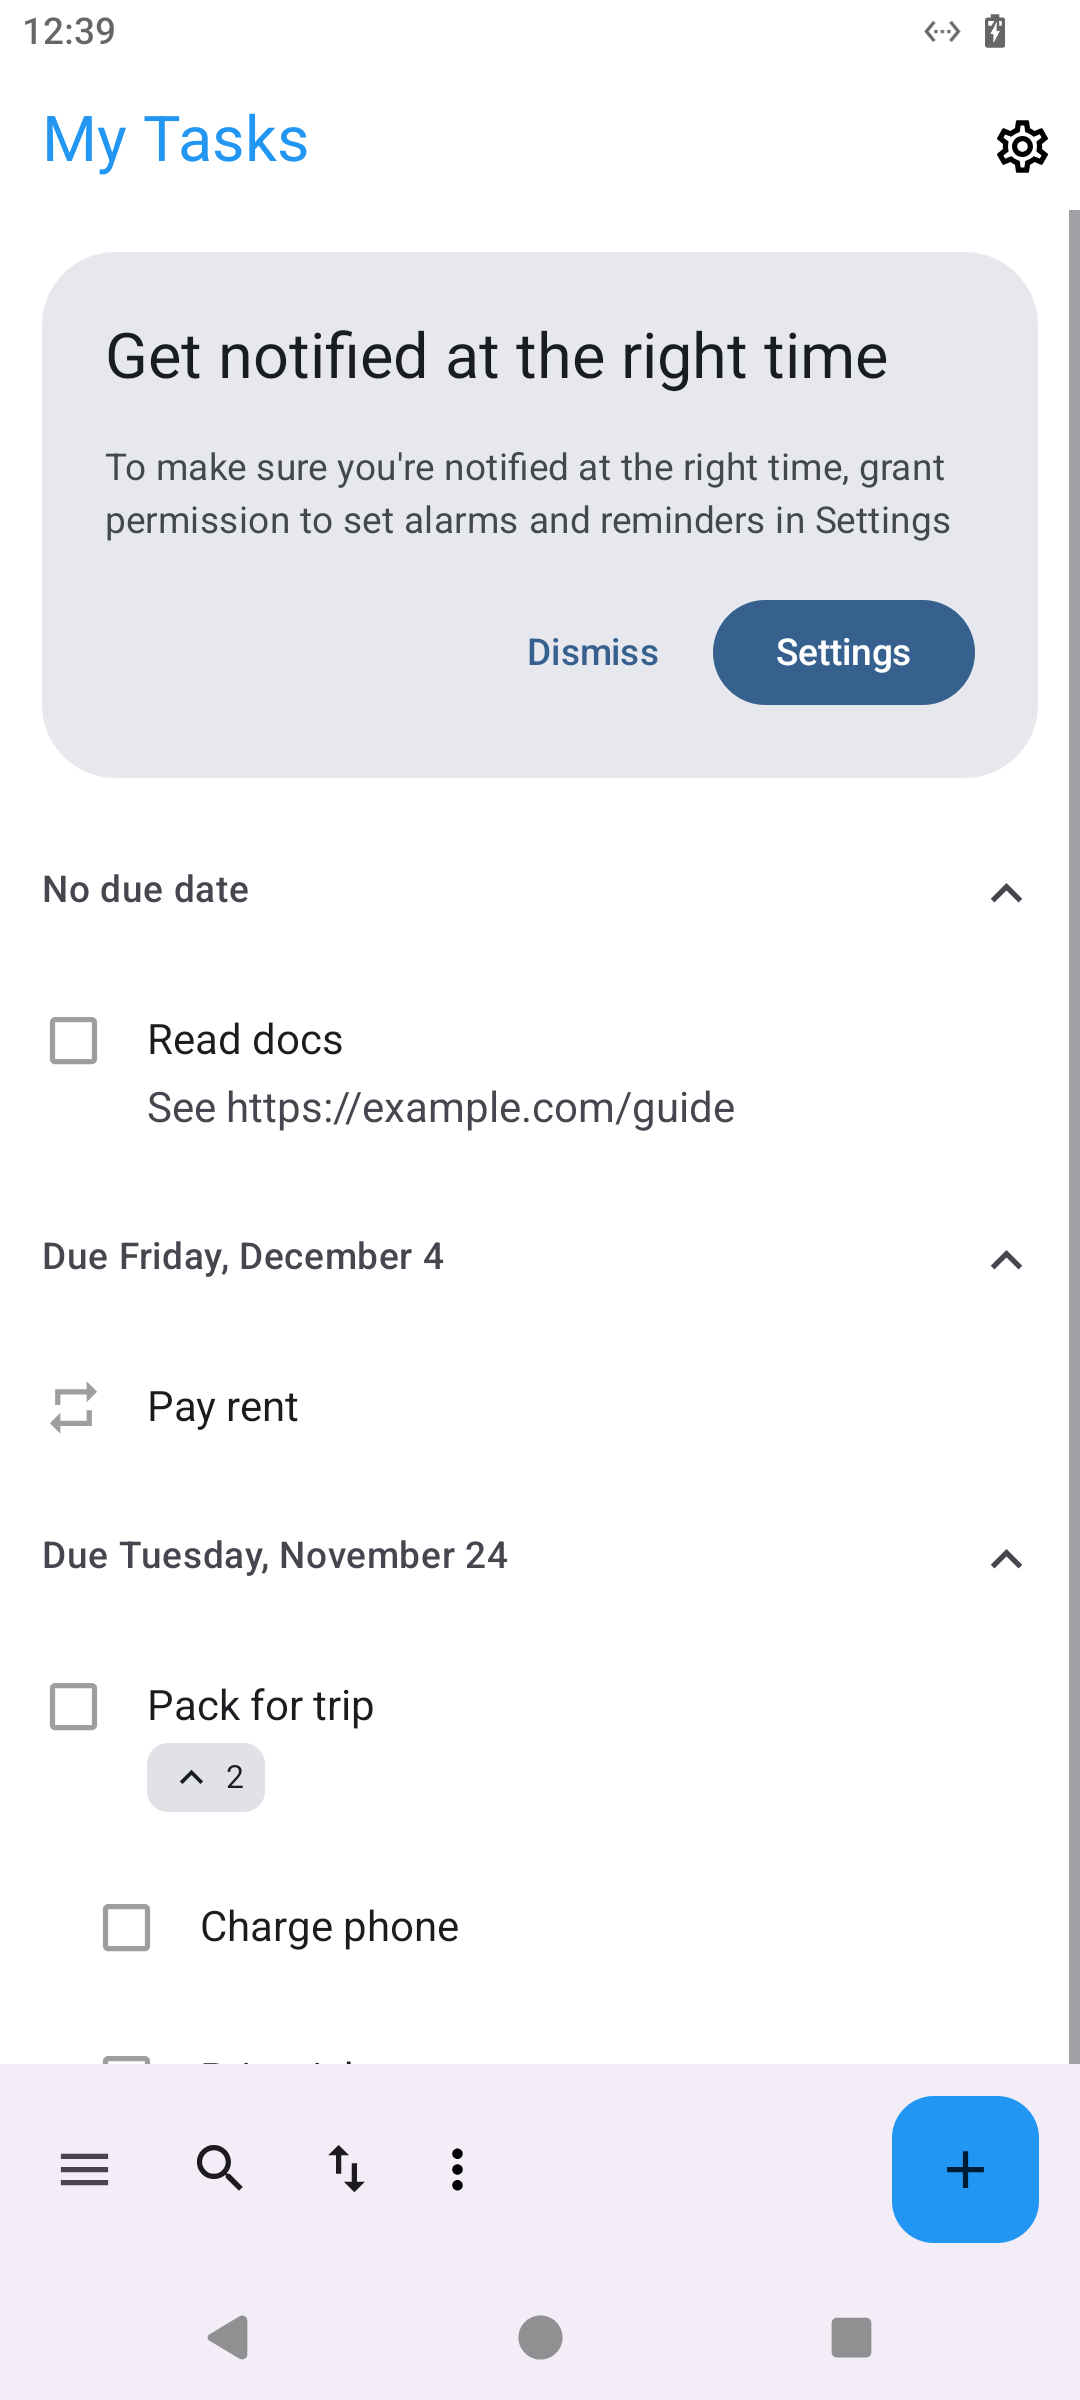 12:39
My Tasks
Get notified at the right time
To make sure you're notified at the right time, grant
permission to set alarms and reminders in Settings
Dismiss
Settings
No due date
Read docs
See https://example.com/guide
Due Friday, December 4
Pay rent
Due Tuesday, November 24
Pack for trip
2
Charge phone